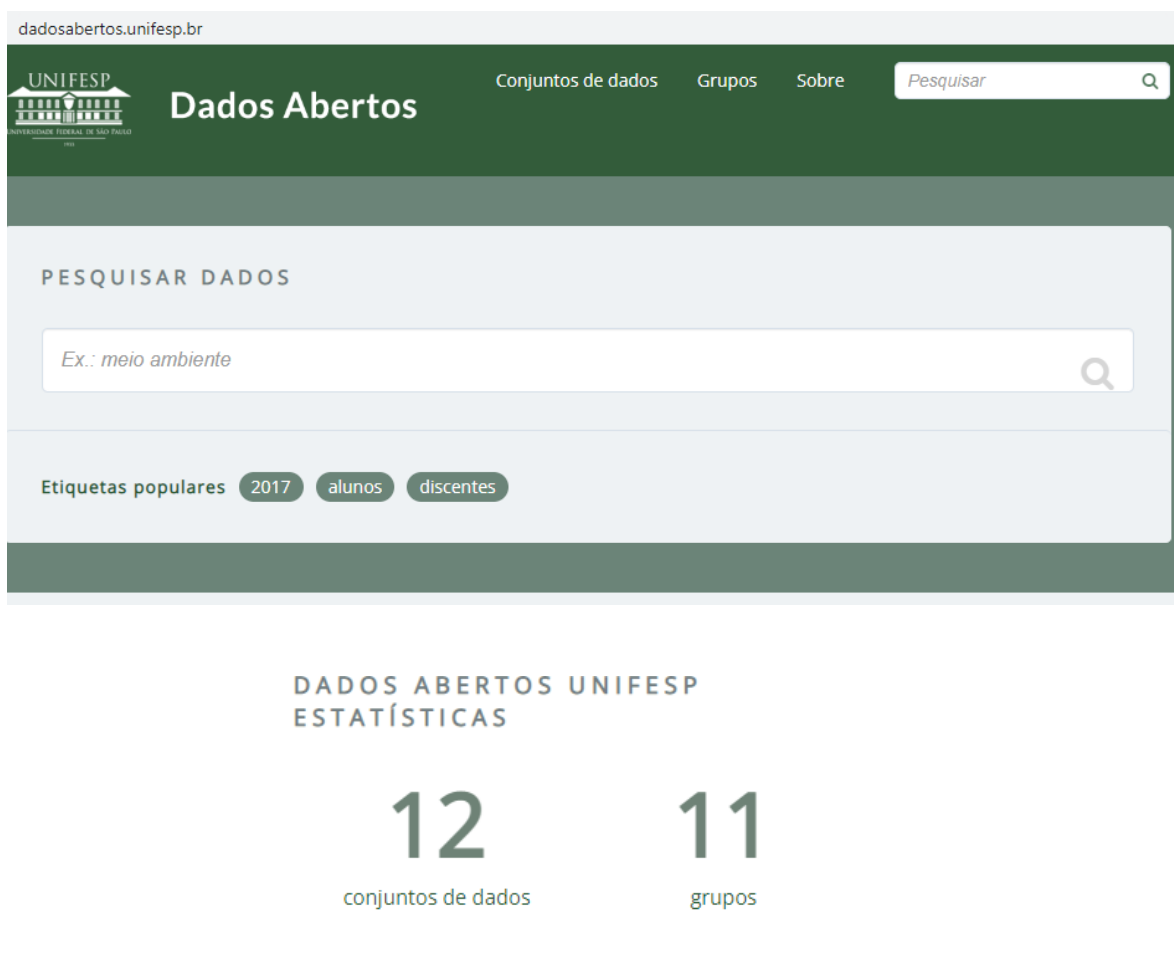 dadosabertos.unifesp.br
UNIFESP
UNIVERSIDADE FEDERAL DE SÃO PAULO
Dados Abertos
Conjuntos de dados Grupos Sobre Pesquisar
PESQUISAR DADOS
Ex.: meio ambiente
Etiquetas populares 2017 alunos discentes
DADOS ABERTOS UNIFESP
ESTATÍSTICAS
12 11
conjuntos de dados grupos